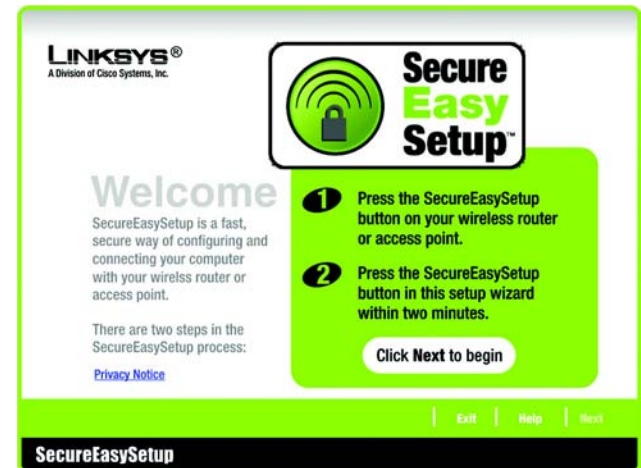 LINKSYS®
A Division of Cisco Systems, Inc.
Secure
Easy
Setup™
Welcome
SecureEasySetup is a fast,
secure way of configuring and
connecting your computer
with your wirelss router or
access point.
There are two steps in the
SecureEasySetup process:
Privacy Notice
1 Press the SecureEasySetup
button on your wireless router
or access point.
2 Press the SecureEasySetup
button in this setup wizard
within two minutes.
Click Next to begin
Exit Help Next
SecureEasySetup